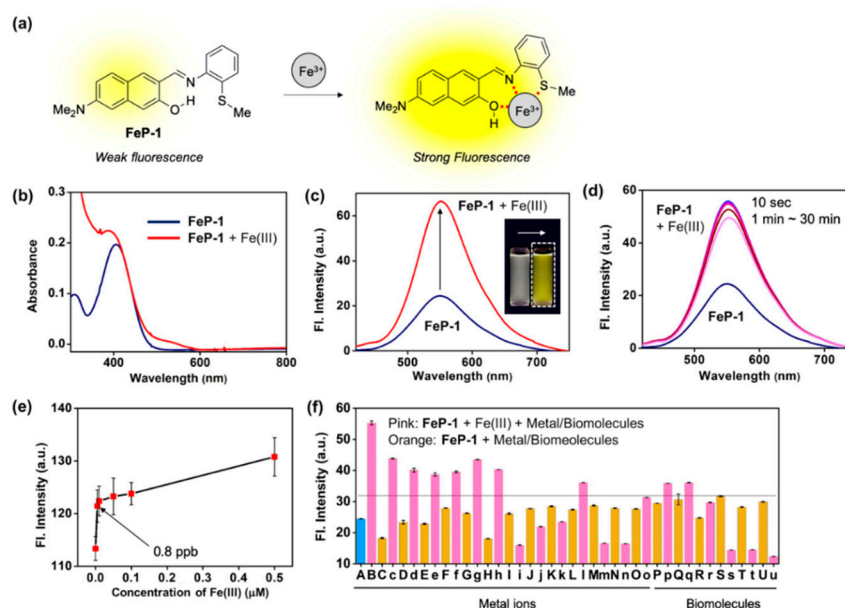 (a)
Fe³⁺
N
O
H
S
Me
Me₂N
FeP-1
Weak fluorescence
N
S
Me
O
H
Fe³⁺
Me₂N
Strong Fluorescence
(b)
0.3
0.2
0.1
0.0
Absorbance
FeP-1
FeP-1 + Fe(III)
400
600
800
Wavelength (nm)
(c)
60
40
20
0
Fl. Intensity (a.u.)
FeP-1 + Fe(III)
FeP-1
500
600
700
Wavelength (nm)
(d)
60
40
20
0
Fl. Intensity (a.u.)
FeP-1
+ Fe(III)
10 sec
1 min ~ 30 min
FeP-1
500
600
700
Wavelength (nm)
(e)
140
130
120
110
Fl. Intensity (a.u.)
0.8 ppb
0.0
0.1
0.2
0.3
0.4
0.5
Concentration of Fe(III) (μM)
(f)
60
50
40
30
20
10
Fl. Intensity (a.u.)
Pink: FeP-1 + Fe(III) + Metal/Biomolecules
Orange: FeP-1 + Metal/Biomeolecules
A B C c D d E e F f G g H h I i J j K k L l M m N n O o P p Q q R r S s T t U u
Metal ions
Biomolecules